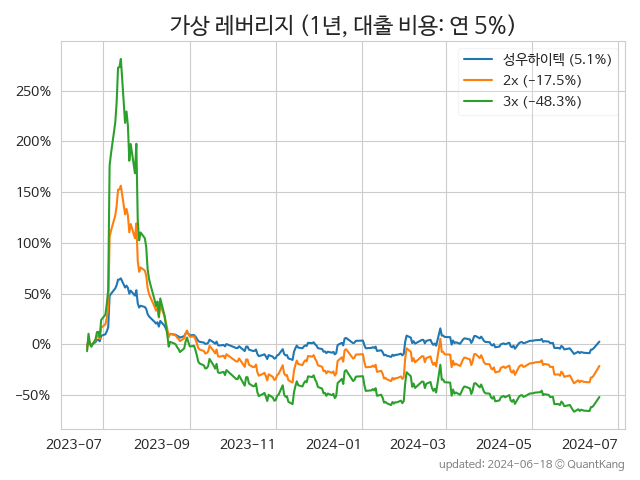 가상 레버리지 (1년, 대출 비용: 연 5%)
성우하이텍 (5.1%)
2x (-17.5%)
3x (-48.3%)
250%
200%
150%
100%
50%
0%
-50%
2023-07 2023-09 2023-11 2024-01 2024-03 2024-05 2024-07
updated: 2024-06-18 © QuantKang